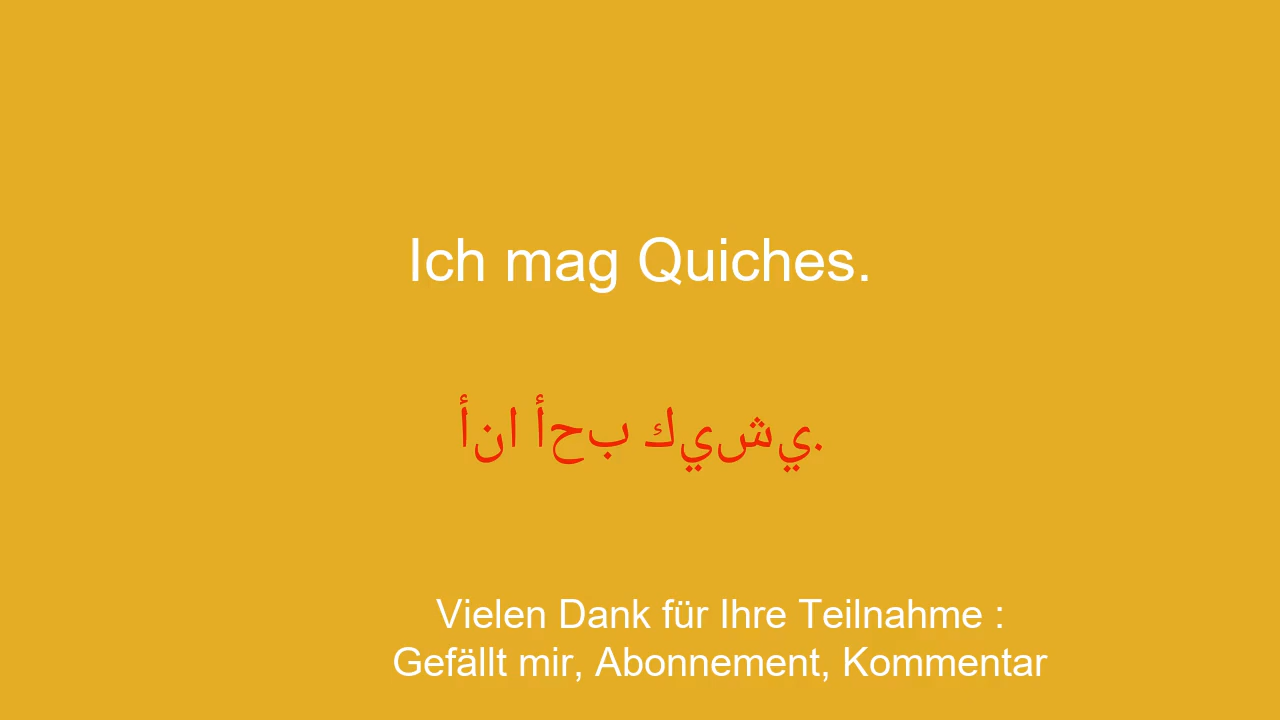 Ich mag Quiches.
أنا أحب كيشي.
Vielen Dank für Ihre Teilnahme :
Gefällt mir, Abonnement, Kommentar